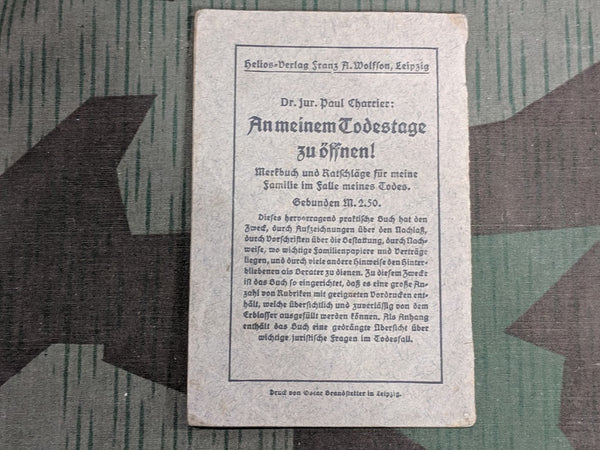 Helios-Verlag Franz A. Wolfson, Leipzig
Dr. jur. Paul Charrier:
An meinem Todestage
zu öffnen!
Merkbuch und Ratschläge für meine
Familie im Falle meines Todes.
Gebunden M. 2.50.
Dieses hervorragend praktische Buch hat den
Zweck, durch Aufzeichnungen über den Nachlaß,
durch Vorschriften über die Bestattung, durch Nach-
weise, wo wichtige Familienpapiere und Verträge
liegen, und durch viele andere Hinweise den Hinter-
bliebenen als Berater zu dienen. Zu diesem Zwecke
ist das Buch so eingerichtet, daß es eine große An-
zahl von Rubriken mit geeigneten Vordrucken ent-
hält, welche übersichtlich und zuverlässig von dem
Erblasser ausgefüllt werden können. Als Anhang
enthält das Buch eine gedrängte Übersicht über
wichtige juristische Fragen im Todesfall.
Druck von Oscar Brandstetter in Leipzig.